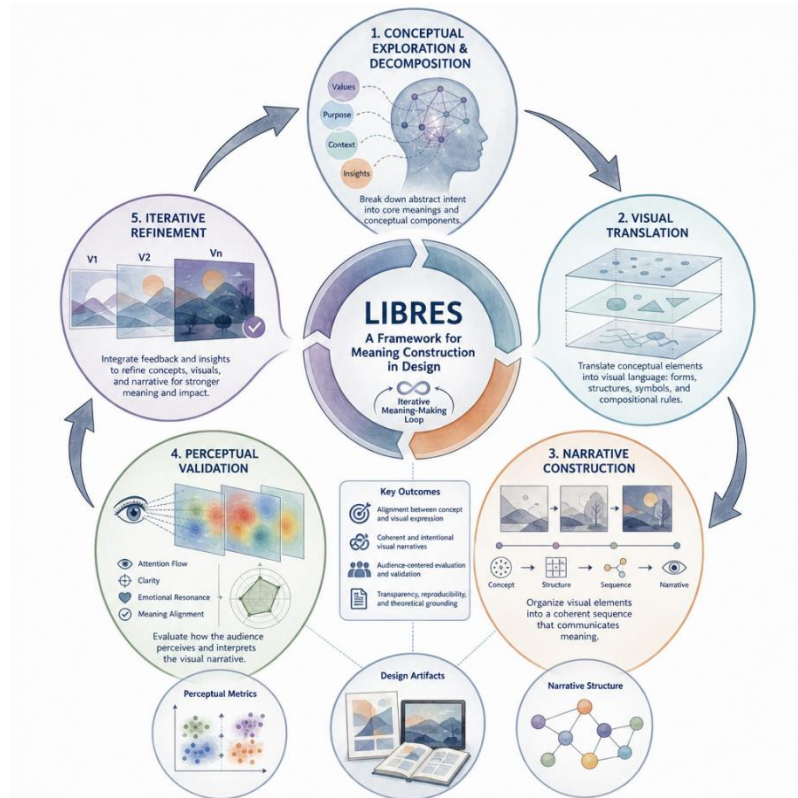 1. CONCEPTUAL
EXPLORATION &
DECOMPOSITION
Values
Purpose
Context
Insights
Break down abstract intent
into core meanings and
conceptual components.
2. VISUAL
TRANSLATION
Translate conceptual elements
into visual language: forms,
structures, symbols, and
compositional rules.
3. NARRATIVE
CONSTRUCTION
Concept
Structure
Sequence
Narrative
Organize visual elements
into a coherent sequence
that communicates
meaning.
4. PERCEPTUAL
VALIDATION
Attention Flow
Clarity
Emotional Resonance
Meaning Alignment
Evaluate how the audience
perceives and interprets
the visual narrative.
5. ITERATIVE
REFINEMENT
V1
V2
Vn
Integrate feedback and insights
to refine concepts, visuals,
and narrative for stronger
meaning and impact.
LIBRES
A Framework for
Meaning Construction
in Design
Iterative
Meaning-Making
Loop
Key Outcomes
Alignment between concept
and visual expression
Coherent and intentional
visual narratives
Audience-centered evaluation
and validation
Transparency, reproducibility,
and theoretical grounding
Perceptual Metrics
Design Artifacts
Narrative Structure